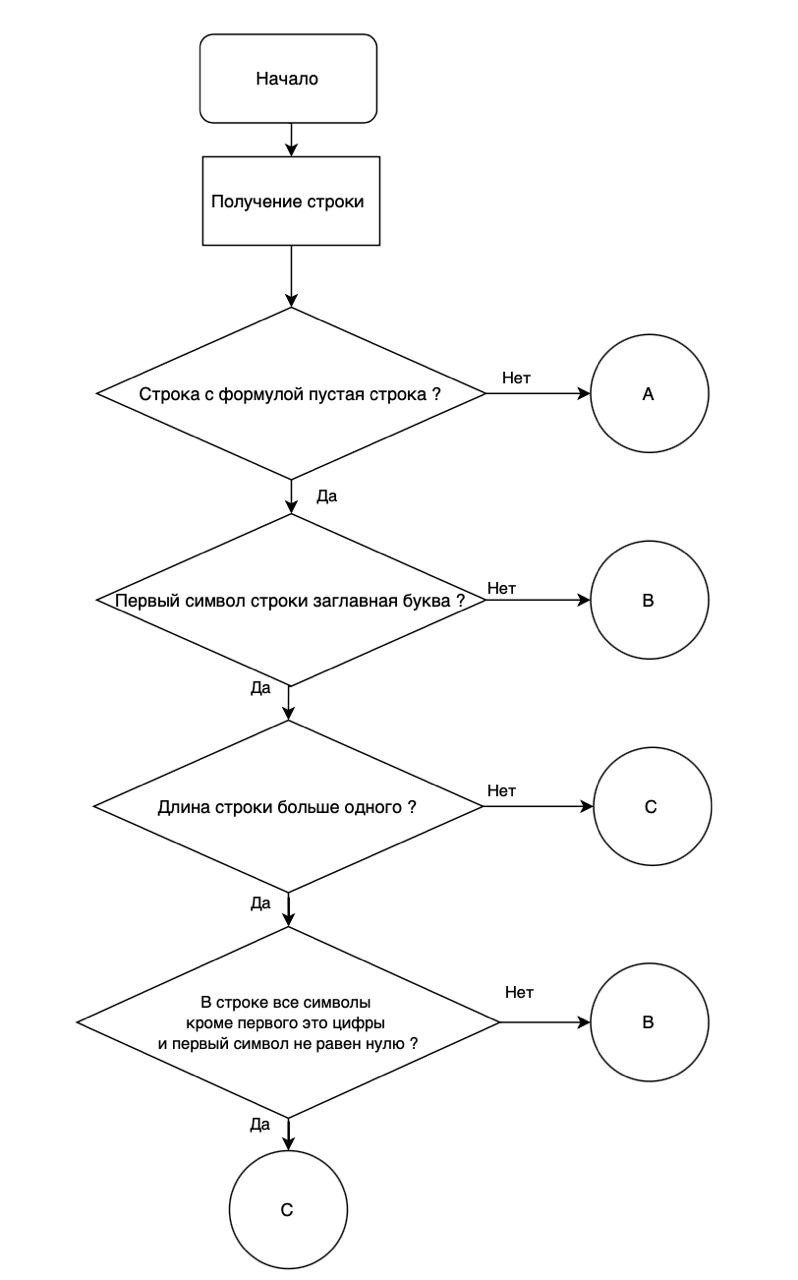 Начало
Получение строки
Строка с формулой пустая строка ?
Нет
A
Да
Первый символ строки заглавная буква ?
Нет
B
Да
Длина строки больше одного ?
Нет
C
Да
В строке все символы
кроме первого это цифры
и первый символ не равен нулю ?
Нет
B
Да
C